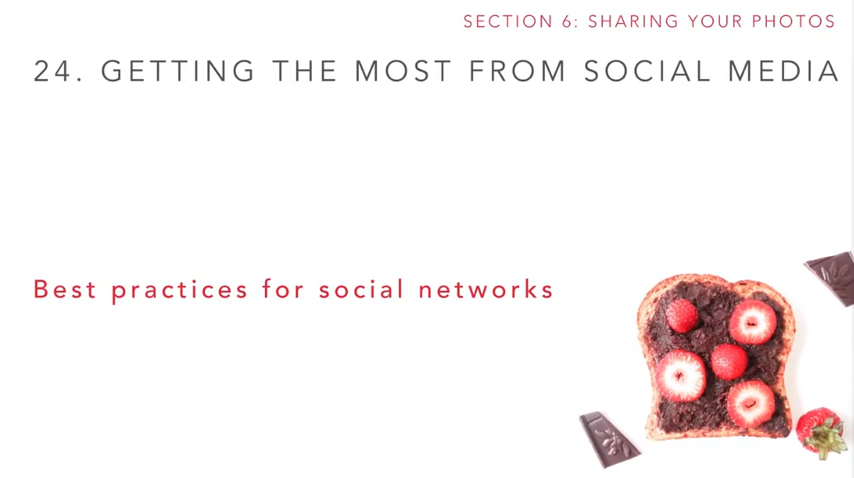 SECTION 6: SHARING YOUR PHOTOS
24. GETTING THE MOST FROM SOCIAL MEDIA
Best practices for social networks